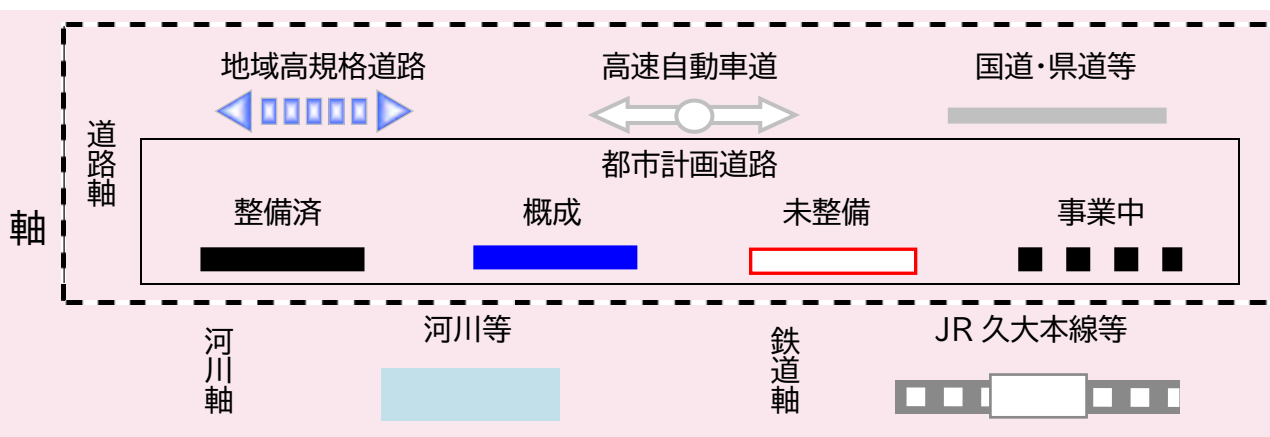 軸
道路軸
地域高規格道路
高速自動車道
国道・県道等
都市計画道路
整備済
概成
未整備
事業中
河川軸
河川等
鉄道軸
JR 久大本線等